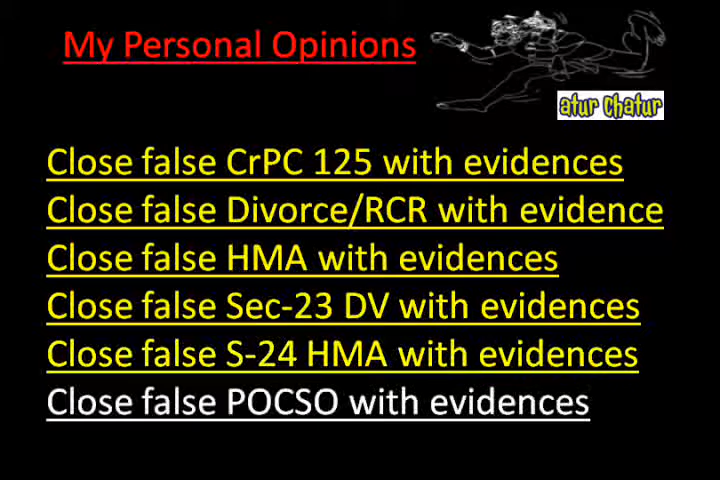 My Personal Opinions
atur Chatur
Close false CrPC 125 with evidences
Close false Divorce/RCR with evidence
Close false HMA with evidences
Close false Sec-23 DV with evidences
Close false S-24 HMA with evidences
Close false POCSO with evidences